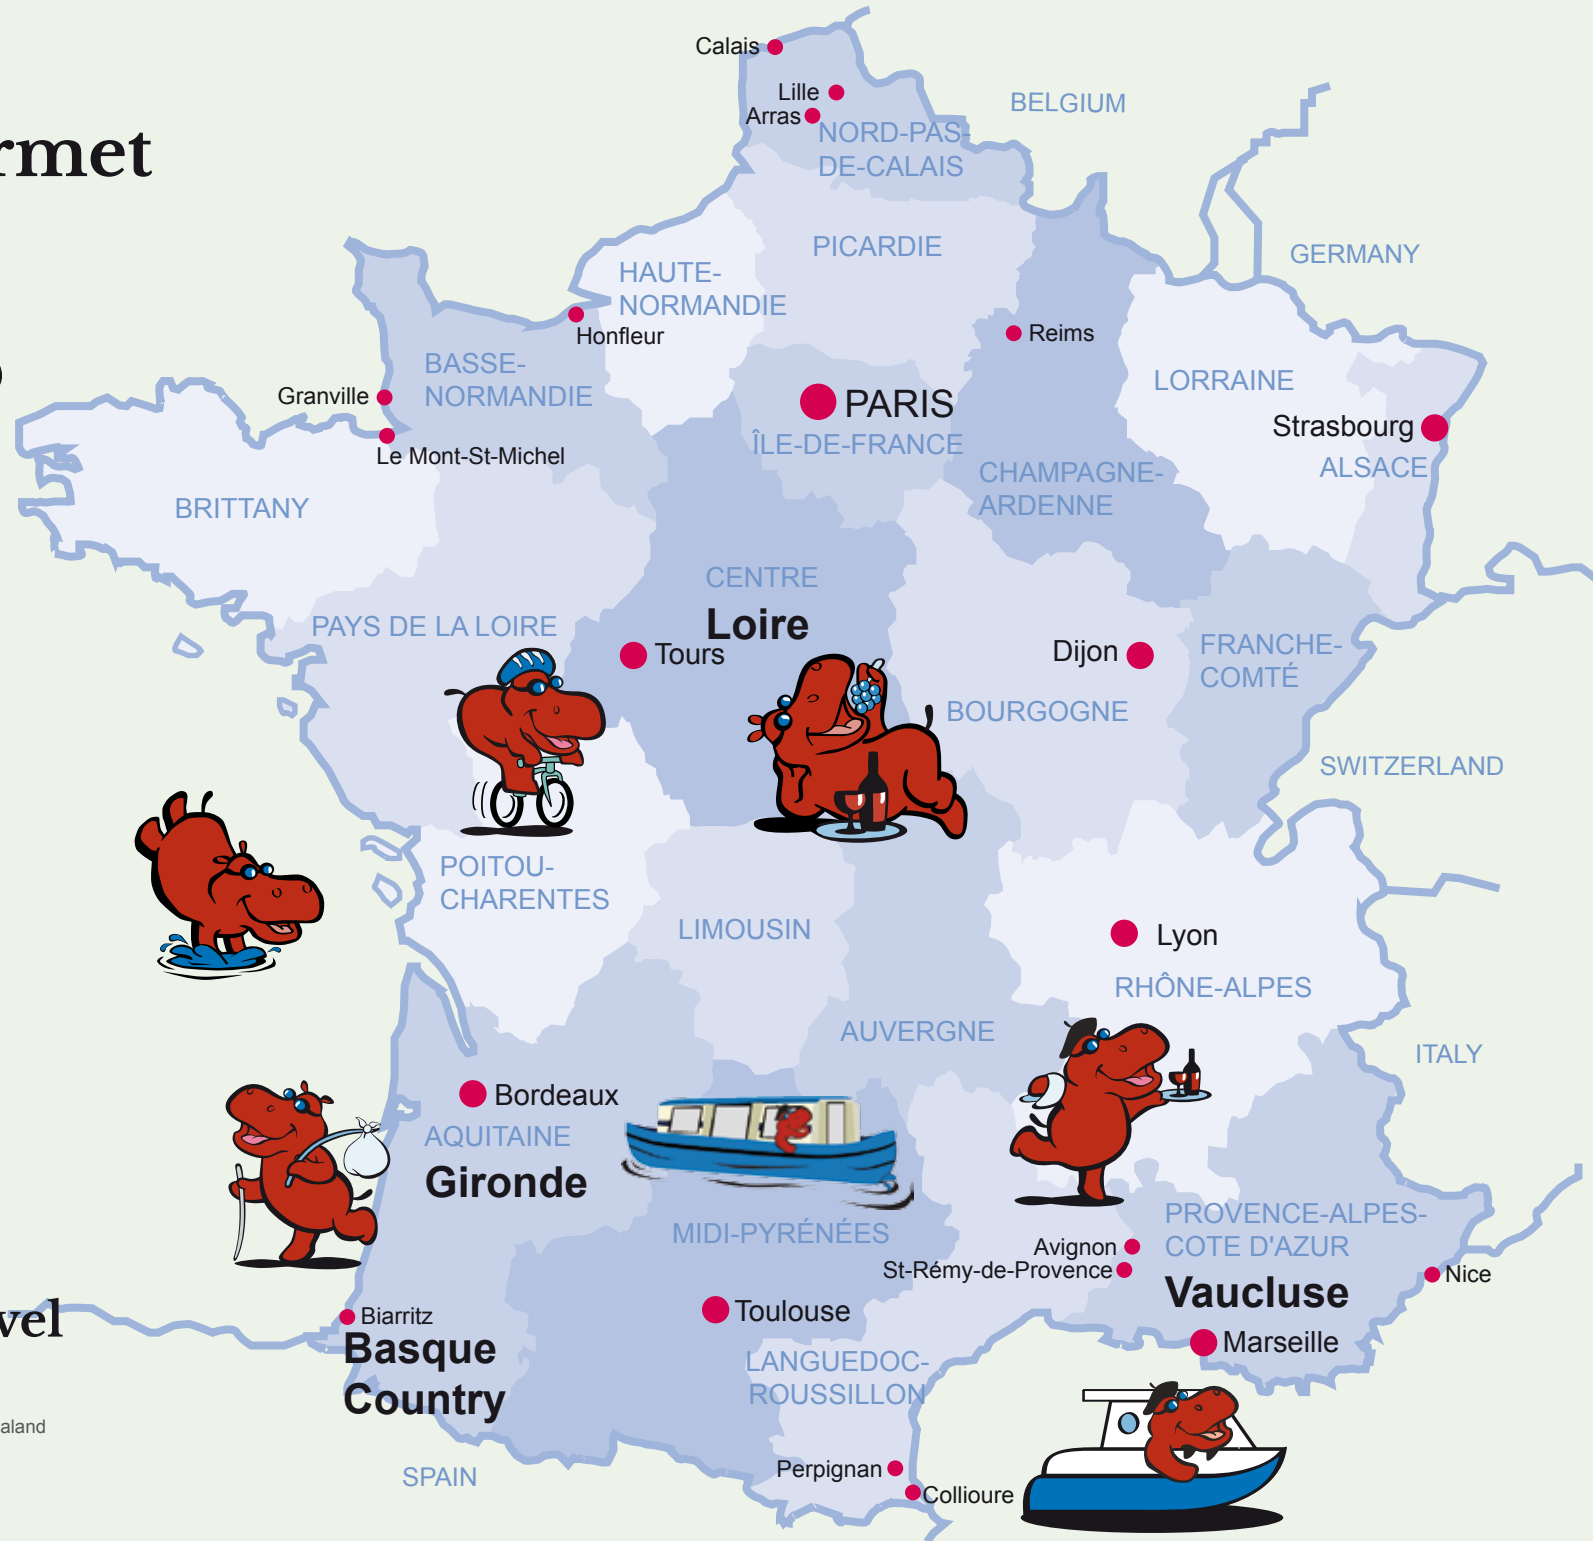 Calais
Lille
Arras
BELGIUM
NORD-PAS-
DE-CALAIS
rmet
PICARDIE
GERMANY
HAUTE-
NORMANDIE
Honfleur
Reims
BASSE-
NORMANDIE
Granville
Le Mont-St-Michel
PARIS
ÎLE-DE-FRANCE
LORRAINE
Strasbourg
ALSACE
CHAMPAGNE-
ARDENNE
BRITTANY
CENTRE
Loire
Tours
PAYS DE LA LOIRE
Dijon
FRANCHE-
COMTÉ
BOURGOGNE
SWITZERLAND
POITOU-
CHARENTES
LIMOUSIN
Lyon
RHÔNE-ALPES
AUVERGNE
ITALY
Bordeaux
AQUITAINE
Gironde
MIDI-PYRÉNÉES
PROVENCE-ALPES-
COTE D'AZUR
Avignon
St-Rémy-de-Provence
Vaucluse
Nice
Marseille
Toulouse
vel
Biarritz
Basque
Country
LANGUEDOC-
ROUSSILLON
aland
SPAIN
Perpignan
Collioure